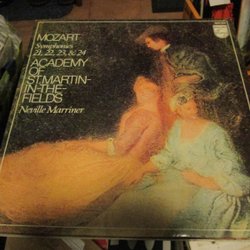 MOZART
Symphonies
21, 22, 23, & 24
ACADEMY
OF
ST. MARTIN-
IN-THE-
FIELDS
Neville Marriner